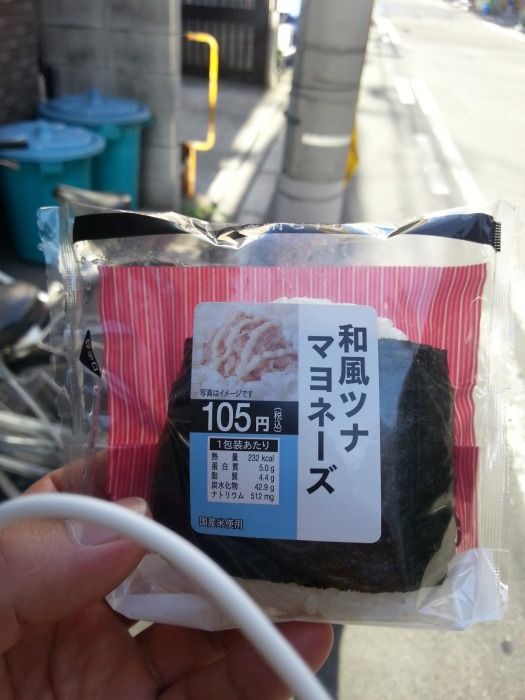 和風ツナ
マヨネーズ
写真はイメージです
105円(税込)
1包装あたり
熱量 232 kcal
蛋白質 5.0 g
脂質 4.4 g
炭水化物 42.9 g
ナトリウム 512 mg
国産米使用